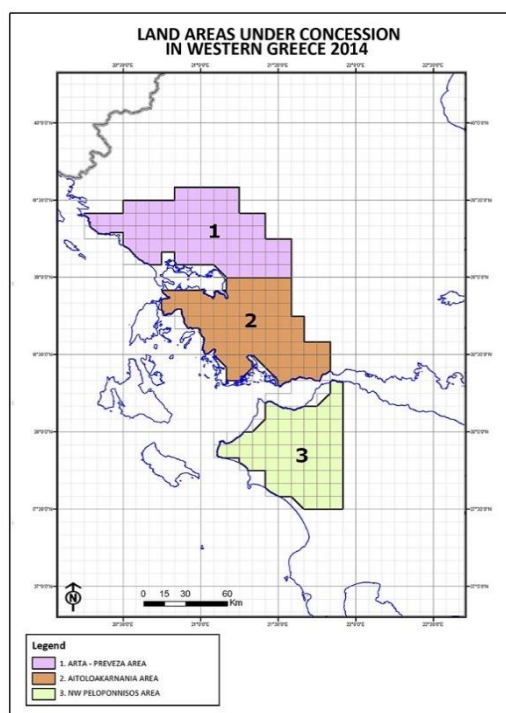 LAND AREAS UNDER CONCESSION
IN WESTERN GREECE 2014
1
2
3
N
0 15 30 60
Km
Legend
1. ARTA - PREVEZA AREA
2. AITOLOAKARNANIA AREA
3. NW PELOPONNISOS AREA